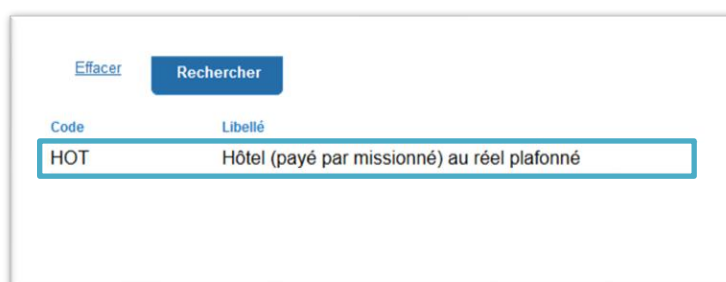 Effacer Rechercher
Code Libellé
HOT Hôtel (payé par missionné) au réel plafonné